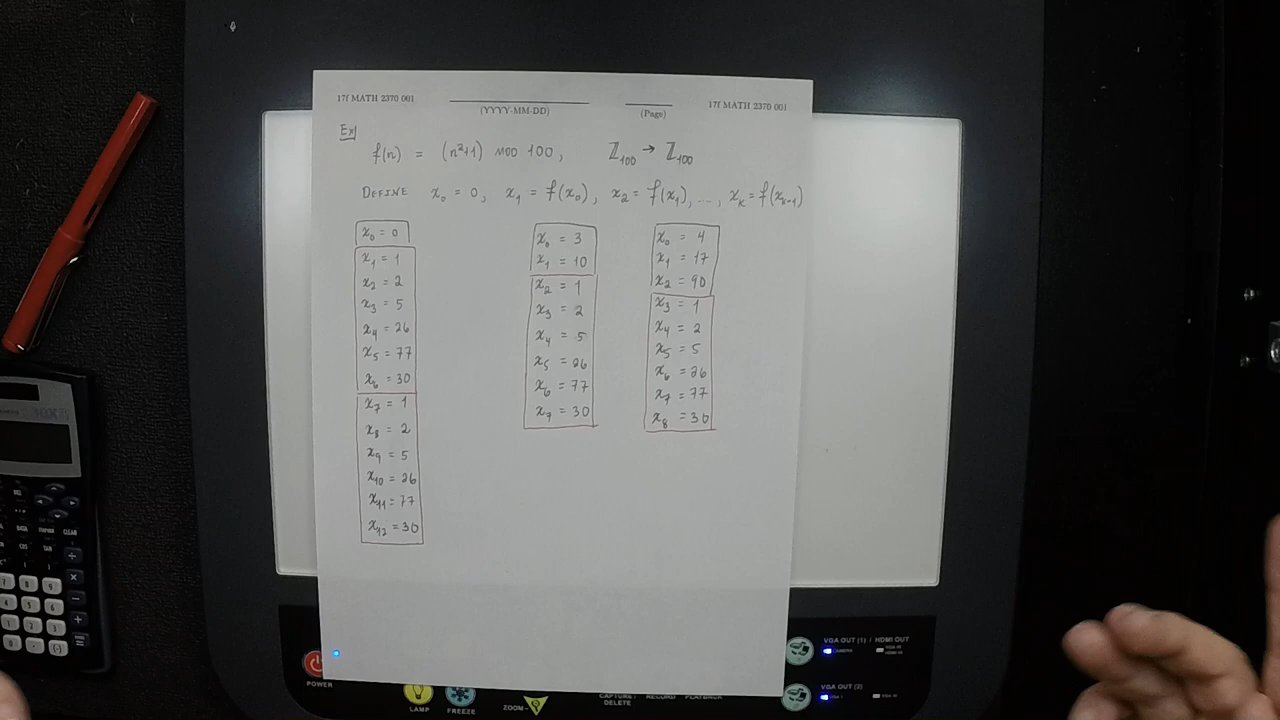 17f MATH 2370 001
(YYYY-MM-DD)
(Page)
17f MATH 2370 001
Ex
f(n) = (n²+1) MOD 100, ℤ₁₀₀ → ℤ₁₀₀
DEFINE x₀ = 0, x₁ = f(x₀), x₂ = f(x₁), ..., xₖ = f(xₖ₋₁)
x₀ = 0
x₁ = 1
x₂ = 2
x₃ = 5
x₄ = 26
x₅ = 77
x₆ = 30
x₇ = 1
x₈ = 2
x₉ = 5
x₁₀ = 26
x₁₁ = 77
x₁₂ = 30
x₀ = 3
x₁ = 10
x₂ = 1
x₃ = 2
x₄ = 5
x₅ = 26
x₆ = 77
x₇ = 30
x₀ = 4
x₁ = 17
x₂ = 90
x₃ = 1
x₄ = 2
x₅ = 5
x₆ = 26
x₇ = 77
x₈ = 30
POWER
LAMP
FREEZE
ZOOM
DELETE
RECORD
PLAYBACK
VGA OUT (1) / HDMI OUT
VGA OUT (2)